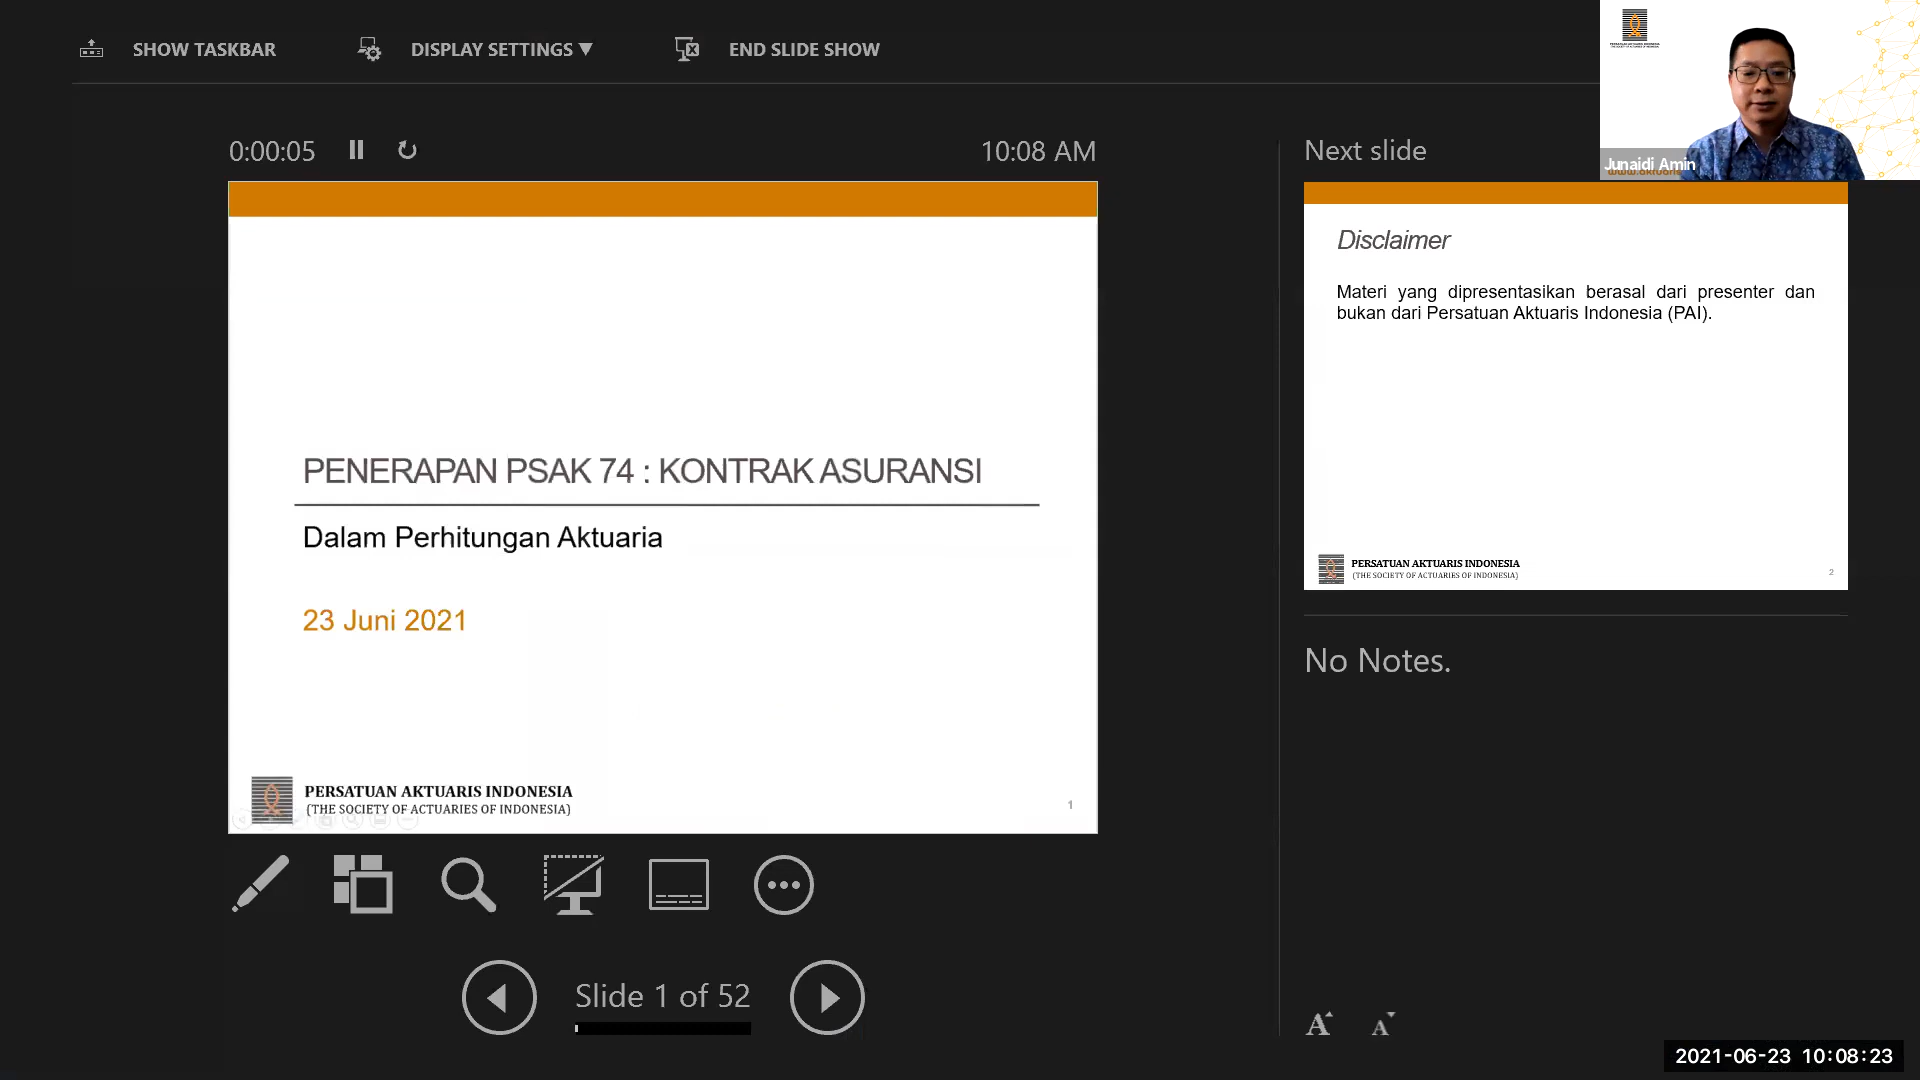 SHOW TASKBAR
DISPLAY SETTINGS ▼
END SLIDE SHOW
PERSATUAN AKTUARIS INDONESIA
Junaidi Amin
0:00:05
10:08 AM
Next slide
PENERAPAN PSAK 74 : KONTRAK ASURANSI
Dalam Perhitungan Aktuaria
23 Juni 2021
PERSATUAN AKTUARIS INDONESIA
(THE SOCIETY OF ACTUARIES OF INDONESIA)
1
Disclaimer
Materi yang dipresentasikan berasal dari presenter dan
bukan dari Persatuan Aktuaris Indonesia (PAI).
PERSATUAN AKTUARIS INDONESIA
(THE SOCIETY OF ACTUARIES OF INDONESIA)
2
No Notes.
Slide 1 of 52
A A
2021-06-23 10:08:23